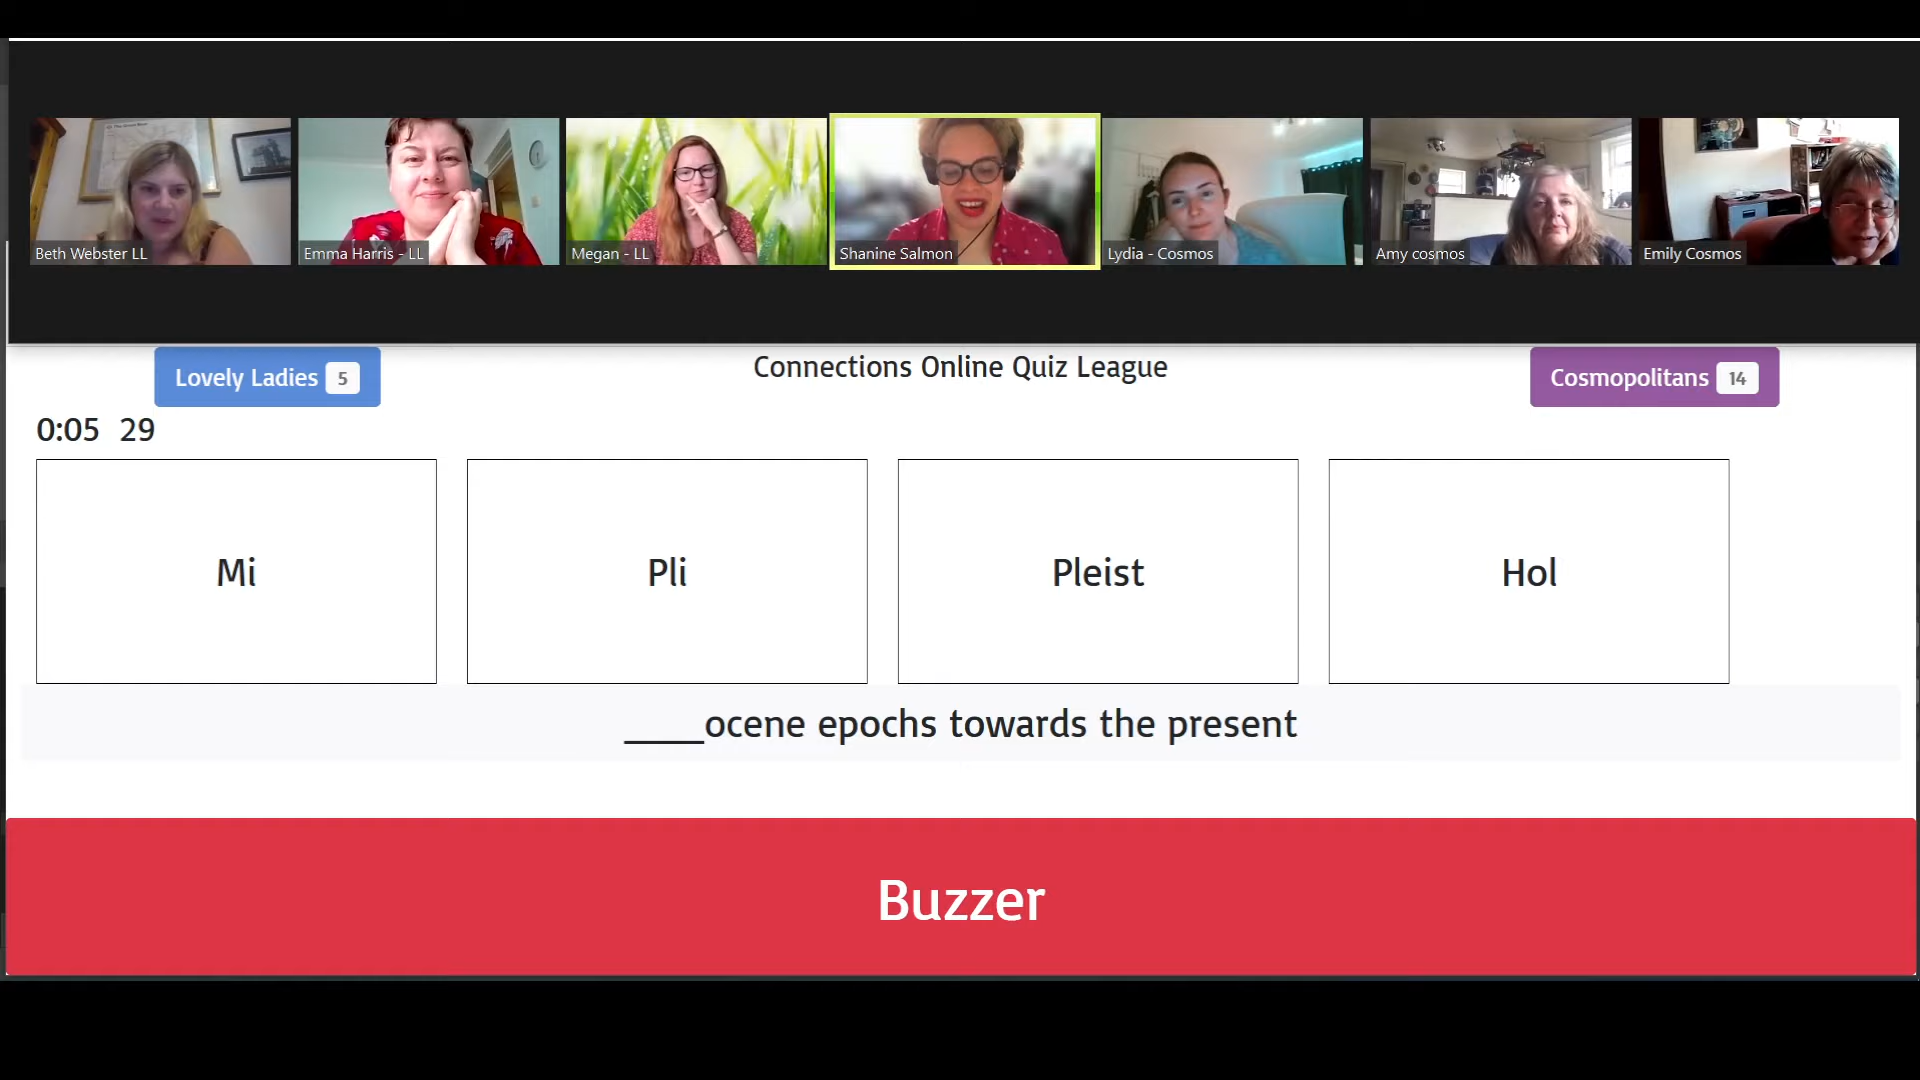 Beth Webster LL
Emma Harris - LL
Megan - LL
Shanine Salmon
Lydia - Cosmos
Amy cosmos
Emily Cosmos
Lovely Ladies 5
Connections Online Quiz League
Cosmopolitans 14
0:05 29
Mi
Pli
Pleist
Hol
____ocene epochs towards the present
Buzzer